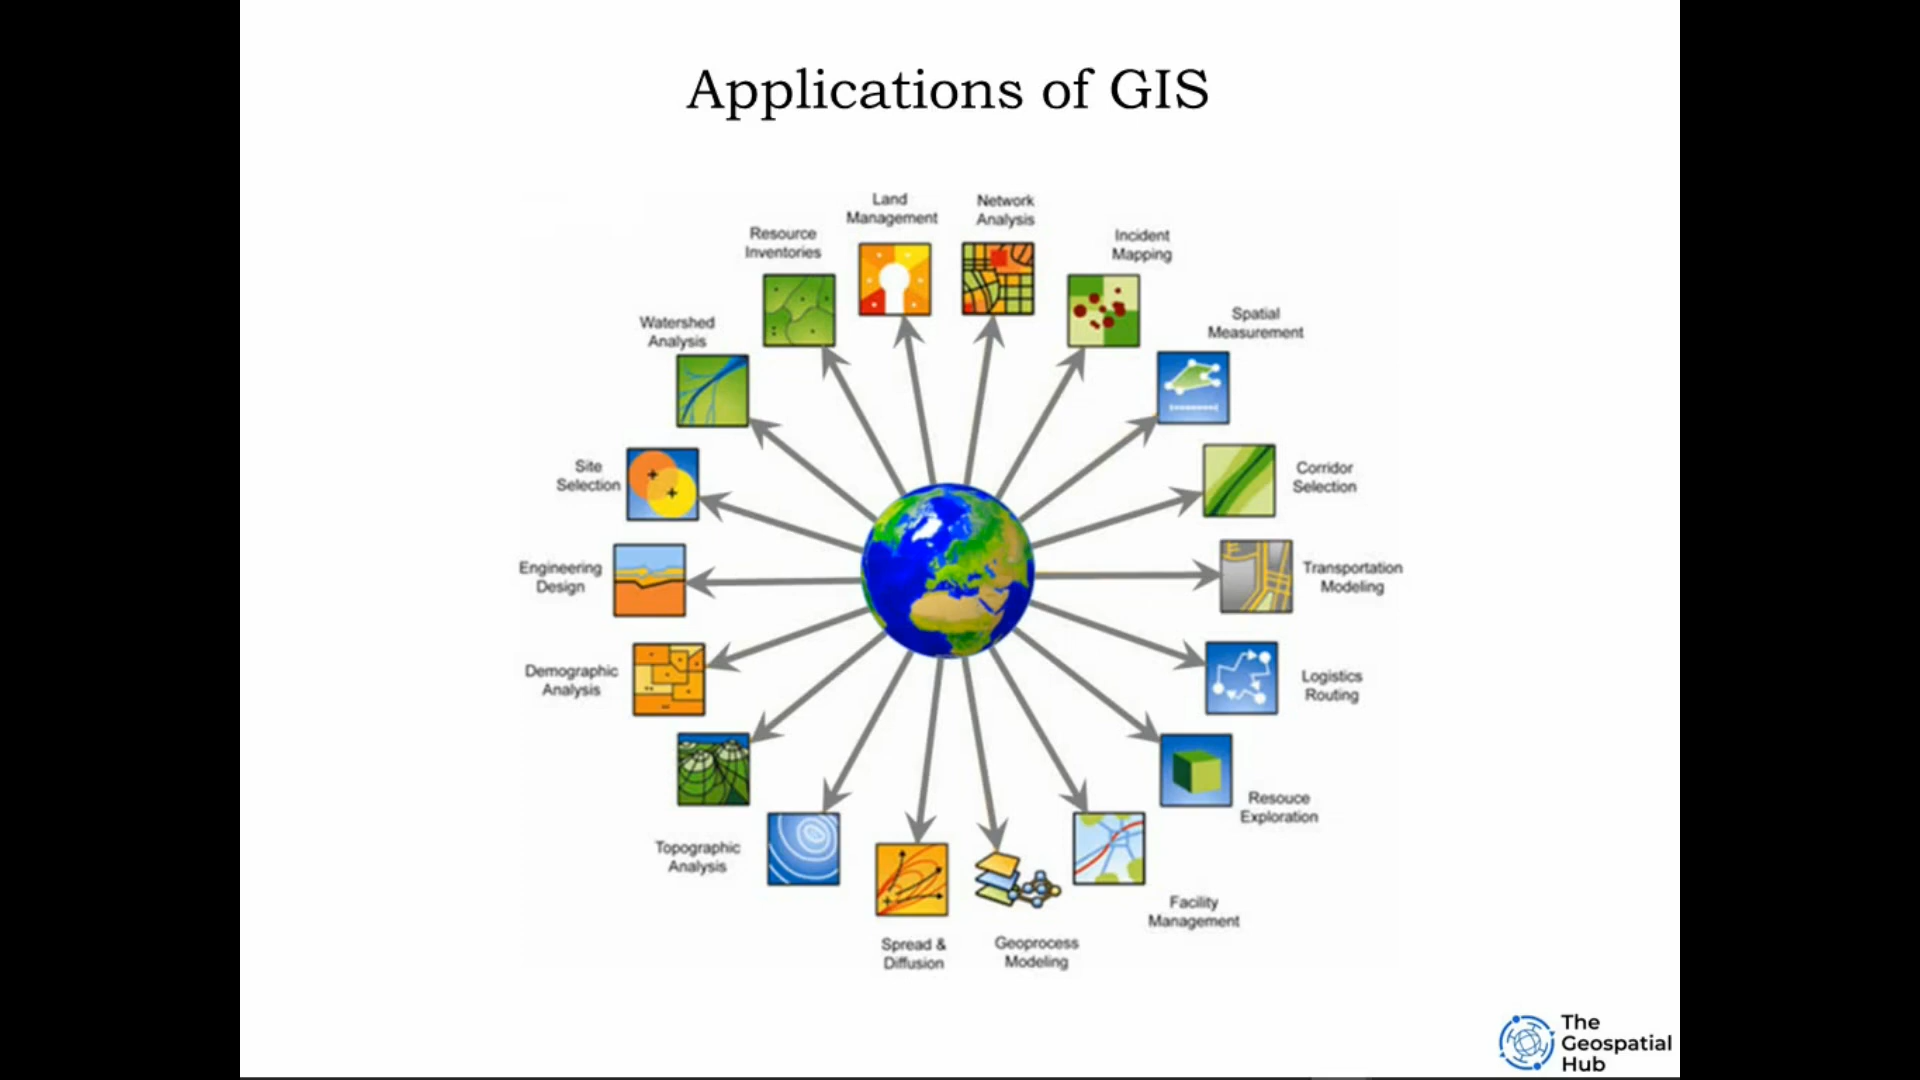 Applications of GIS
Land
Management
Network
Analysis
Resource
Inventories
Incident
Mapping
Watershed
Analysis
Spatial
Measurement
Site
Selection
Corridor
Selection
Engineering
Design
Transportation
Modeling
Demographic
Analysis
Logistics
Routing
Resouce
Exploration
Topographic
Analysis
Facility
Management
Spread &
Diffusion
Geoprocess
Modeling
The
Geospatial
Hub